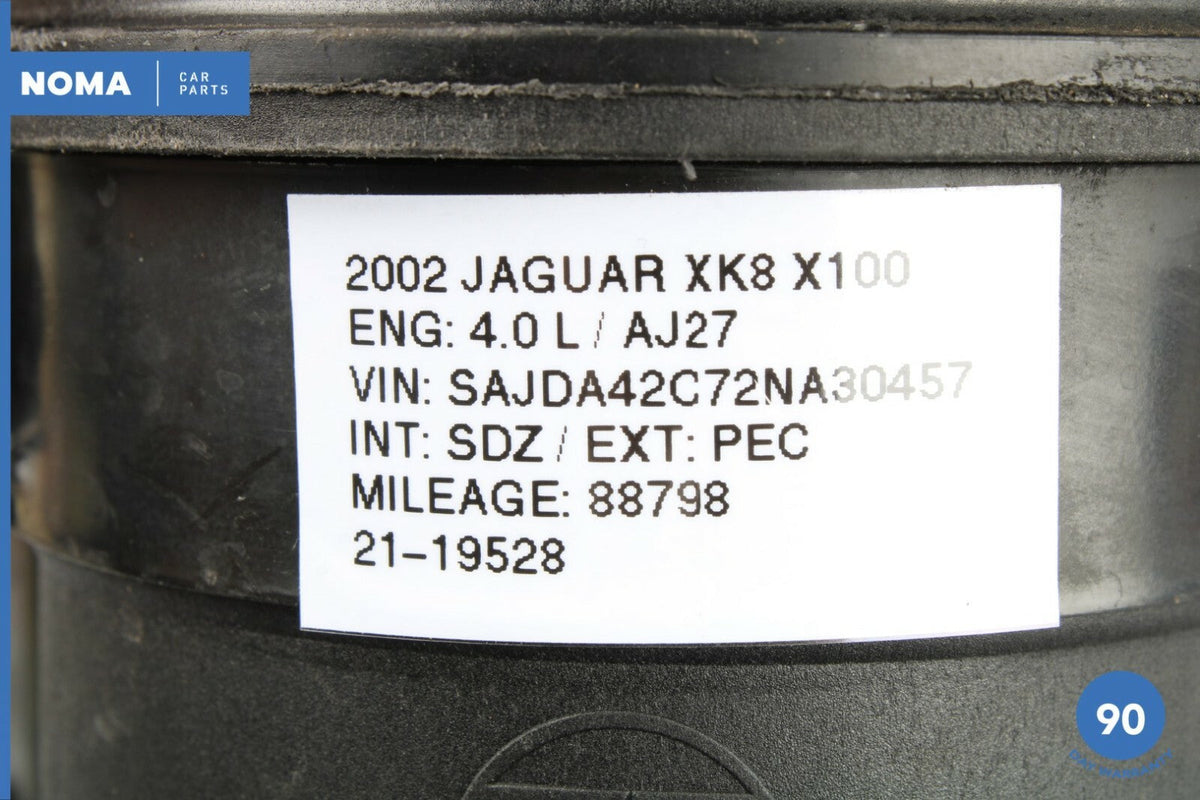 NOMA
CAR
PARTS
2002 JAGUAR XK8 X100
ENG: 4.0 L / AJ27
VIN: SAJDA42C72NA30457
INT: SDZ / EXT: PEC
MILEAGE: 88798
21-19528
90